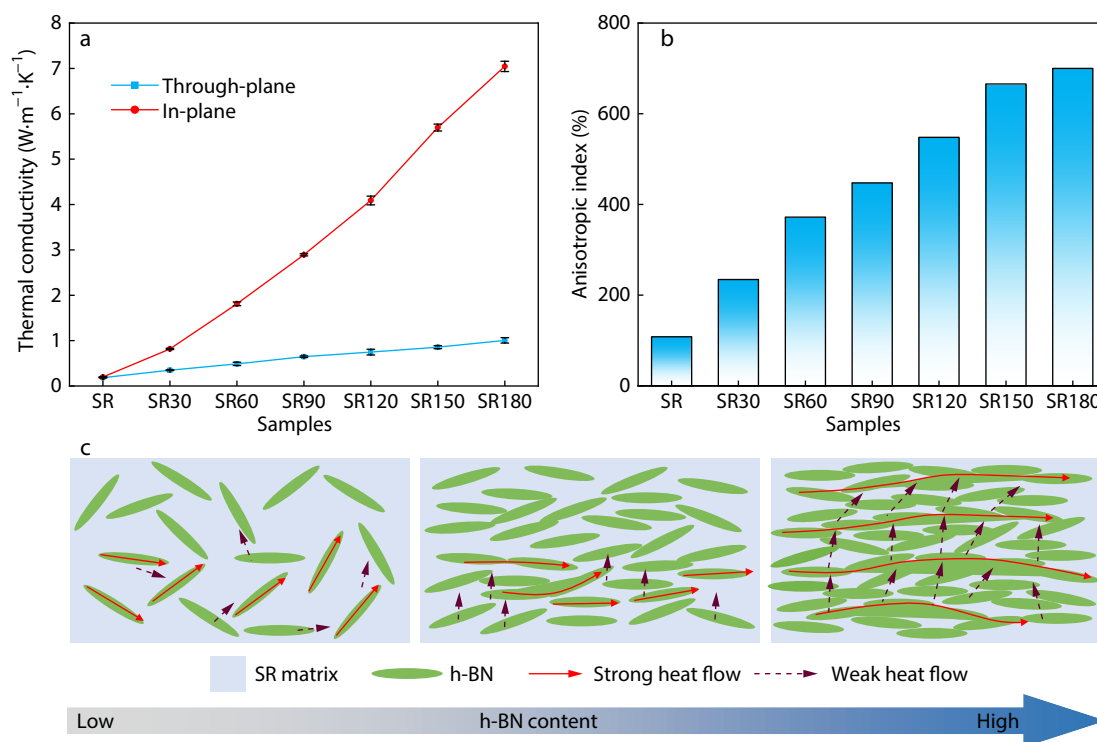 a
Thermal comductivity (W·m⁻¹·K⁻¹)
8
7
6
5
4
3
2
1
0
Through-plane
In-plane
SR SR30 SR60 SR90 SR120 SR150 SR180
Samples
b
Anisotropic index (%)
800
600
400
200
0
SR SR30 SR60 SR90 SR120 SR150 SR180
Samples
c
SR matrix h-BN Strong heat flow Weak heat flow
Low h-BN content High